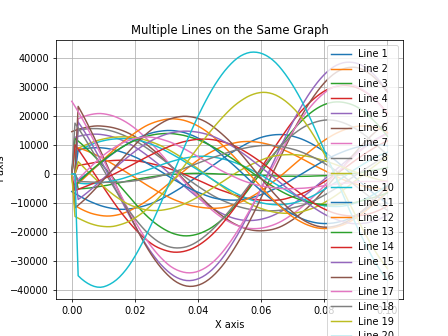 Multiple Lines on the Same Graph
40000
30000
20000
10000
0
−10000
−20000
−30000
−40000
0.00
0.02
0.04
0.06
0.08
X axis
Line 1
Line 2
Line 3
Line 4
Line 5
Line 6
Line 7
Line 8
Line 9
Line 10
Line 11
Line 12
Line 13
Line 14
Line 15
Line 16
Line 17
Line 18
Line 19
Line 20